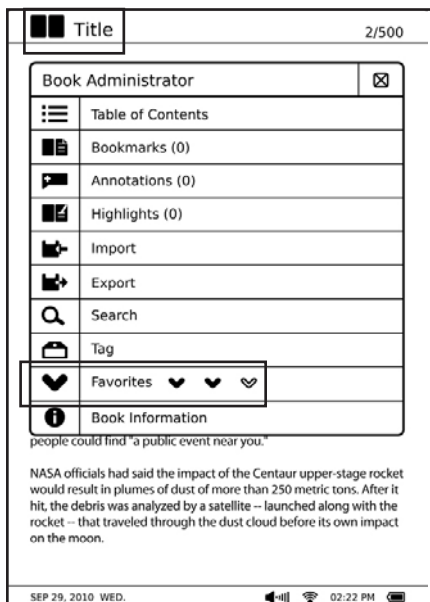 Title
2/500
Book Administrator
Table of Contents
Bookmarks (0)
Annotations (0)
Highlights (0)
Import
Export
Search
Tag
Favorites
Book Information
people could find "a public event near you."
NASA officials had said the impact of the Centaur upper-stage rocket
would result in plumes of dust of more than 250 metric tons. After it
hit, the debris was analyzed by a satellite -- launched along with the
rocket -- that traveled through the dust cloud before its own impact
on the moon.
SEP 29, 2010 WED.
02:22 PM